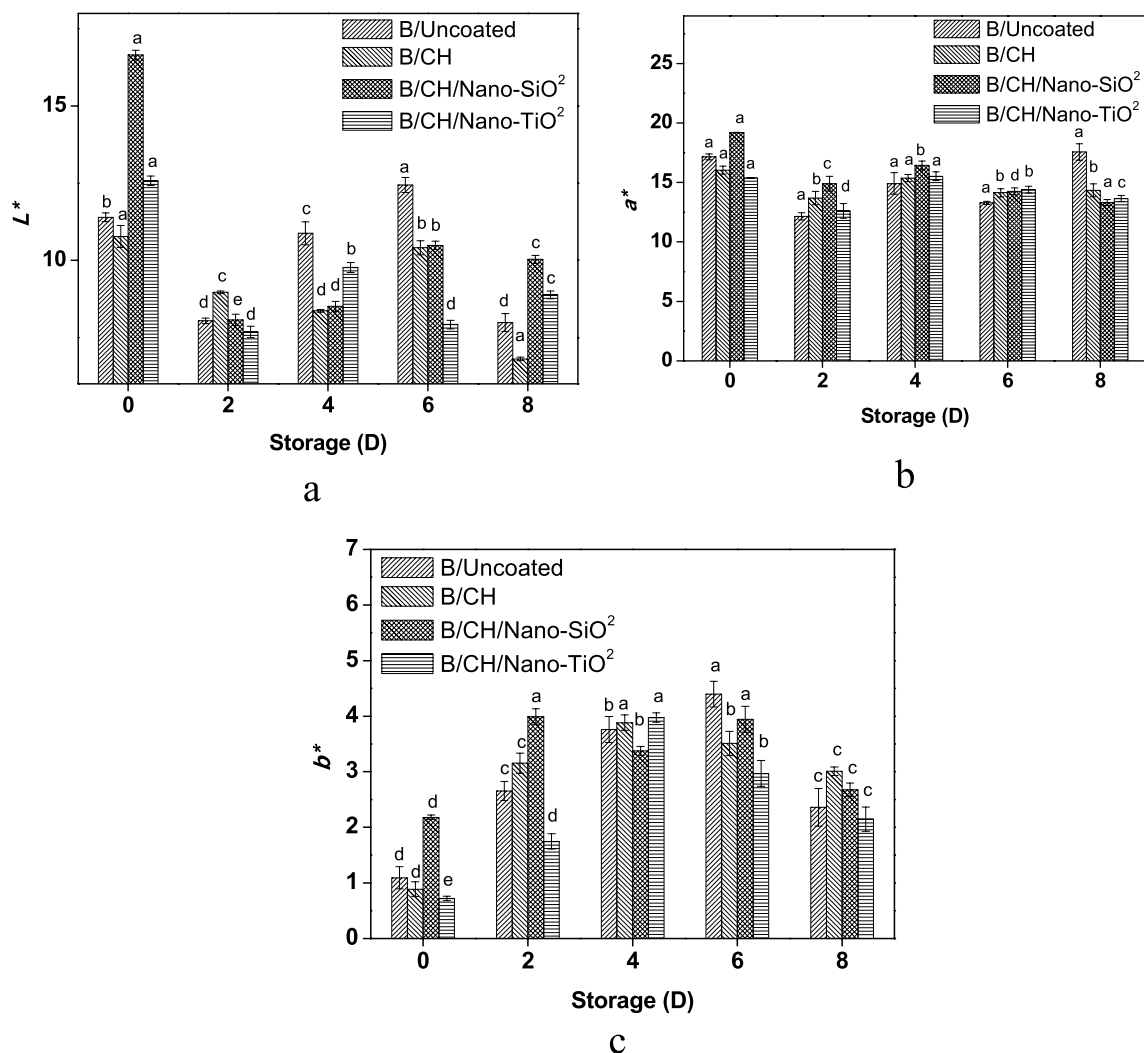 B/Uncoated
B/CH
B/CH/Nano-SiO²
B/CH/Nano-TiO²
15
10
L*
a
b
a
a
d
c
e
d
c
d
d
b
a
b
b
d
d
a
c
c
0 2 4 6 8
Storage (D)
a
B/Uncoated
B/CH
B/CH/Nano-SiO²
B/CH/Nano-TiO²
25
20
15
10
5
0
a*
a
a
a
a
a
b
c
d
a
a
b
a
a
b
d
b
a
b
a
c
0 2 4 6 8
Storage (D)
b
B/Uncoated
B/CH
B/CH/Nano-SiO²
B/CH/Nano-TiO²
7
6
5
4
3
2
1
0
b*
d
d
d
e
c
c
a
d
b
a
b
a
a
b
a
b
c
c
c
c
0 2 4 6 8
Storage (D)
c